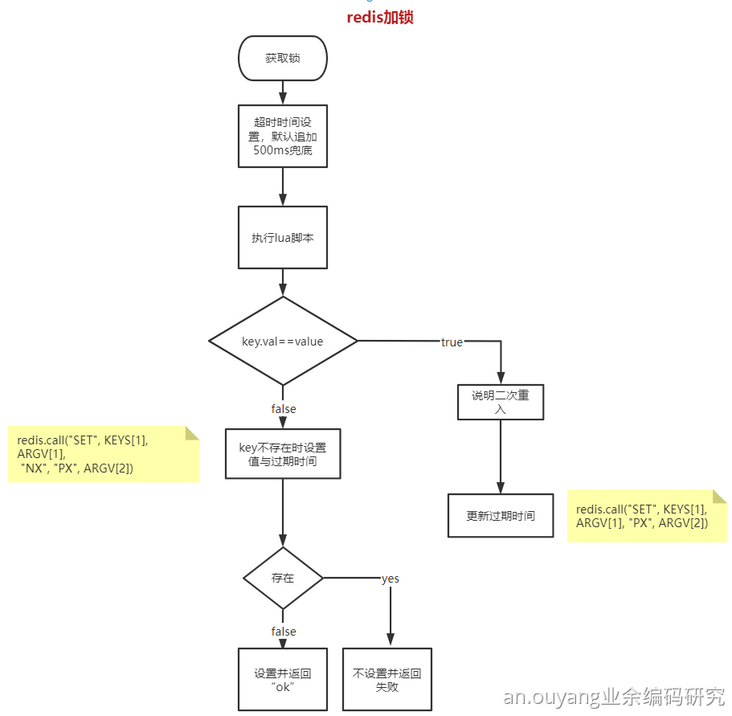 redis加锁
获取锁
超时时间设
置，默认追加
500ms兜底
执行lua脚本
key.val==value
true
false
说明二次重
入
redis.call("SET", KEYS[1],
ARGV[1],
"NX", "PX", ARGV[2])
key不存在时设置
值与过期时间
更新过期时间
redis.call("SET", KEYS[1],
ARGV[1], "PX", ARGV[2])
存在
yes
false
设置并返回
“ok”
不设置并返回
失败
an.ouyang业余编码研究